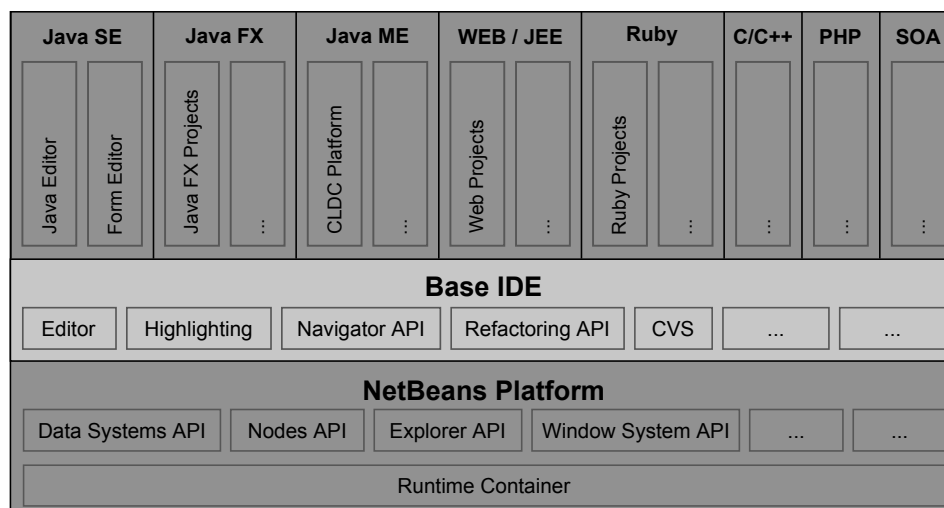 Java SE
Java FX
Java ME
WEB / JEE
Ruby
C/C++
PHP
SOA
Java Editor
Form Editor
Java FX Projects
...
CLDC Platform
...
Web Projects
...
Ruby Projects
...
...
...
...
Base IDE
Editor
Highlighting
Navigator API
Refactoring API
CVS
...
...
NetBeans Platform
Data Systems API
Nodes API
Explorer API
Window System API
...
...
Runtime Container